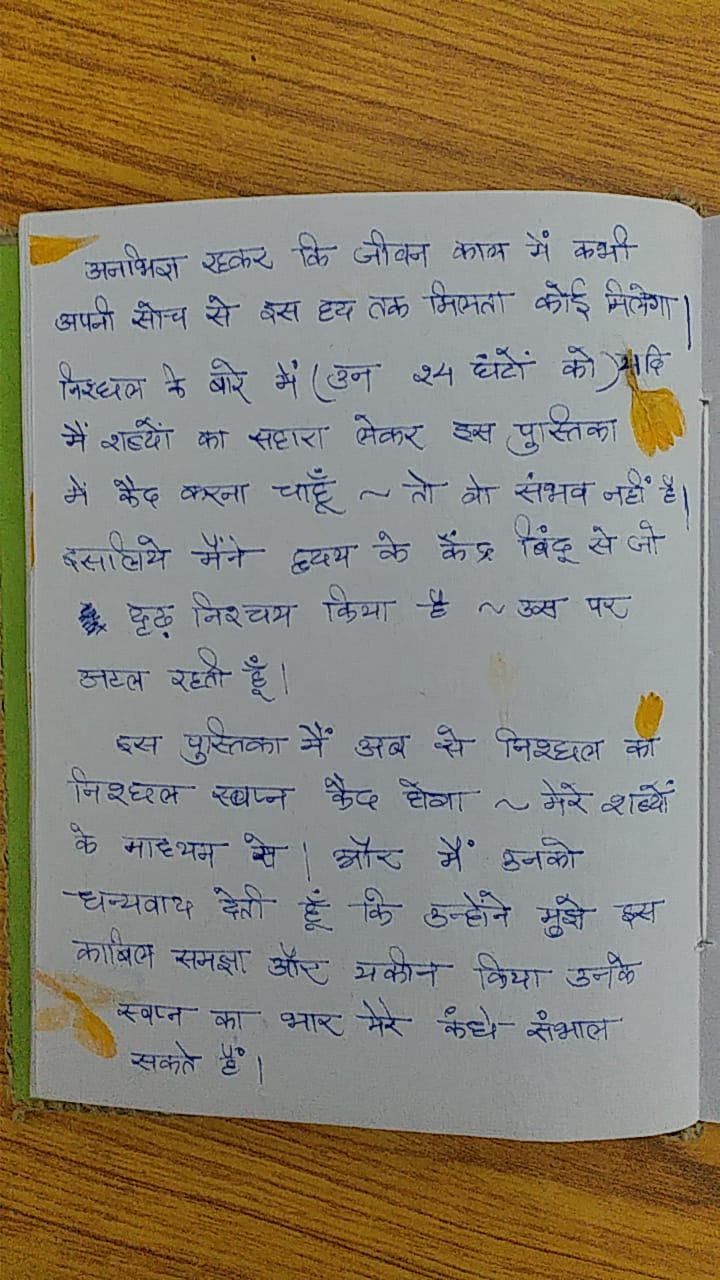 अनभिज्ञ रहकर कि जीवन काल में कभी
अपनी सोच से इस हद तक मिलता कोई मिलेगा।
निश्छल के बारे में (उन २४ घंटों को) यदि
मैं शब्दों का सहारा लेकर इस पुस्तिका
में कैद करना चाहूँ ~ तो वो संभव नहीं है।
इसलिये मैंने हृदय के केंद्र बिंदू से जो
दृढ़ निश्चय किया है ~ उस पर
अटल रहती हूँ।
इस पुस्तिका मैं अब से निश्छल का
निश्छल स्वप्न कैद होगा ~ मेरे शब्दों
के माध्यम से। और मैं उनको
धन्यवाद देती हूँ कि उन्होंने मुझे इस
काबिल समझा और यकीन किया उनके
स्वप्न का भार मेरे कंधे संभाल
सकते हैं।